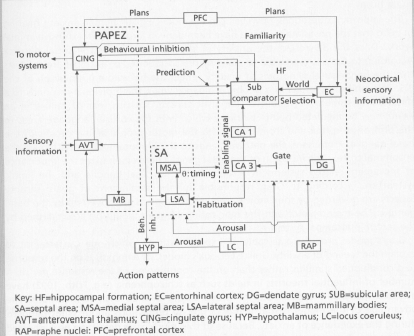 Plans
PFC
Plans
PAPEZ
Familiarity
To motor
systems
CING
Behavioural inhibition
HF
Prediction
Sub
comparator
World
EC
Selection
Neocortical
sensory
information
Enabling signal
CA 1
Sensory
information
AVT
SA
MSA
θ:timing
CA 3
Gate
DG
MB
LSA
Habituation
Beh.
inh.
Arousal
HYP
Arousal
LC
RAP
Action patterns
Key: HF=hippocampal formation; EC=entorhinal cortex; DG=dendate gyrus; SUB=subicular area;
SA=septal area; MSA=medial septal area; LSA=lateral septal area; MB=mammillary bodies;
AVT=anteroventral thalamus; CING=cingulate gyrus; HYP=hypothalamus; LC=locus coeruleus;
RAP=raphe nuclei: PFC=prefrontal cortex